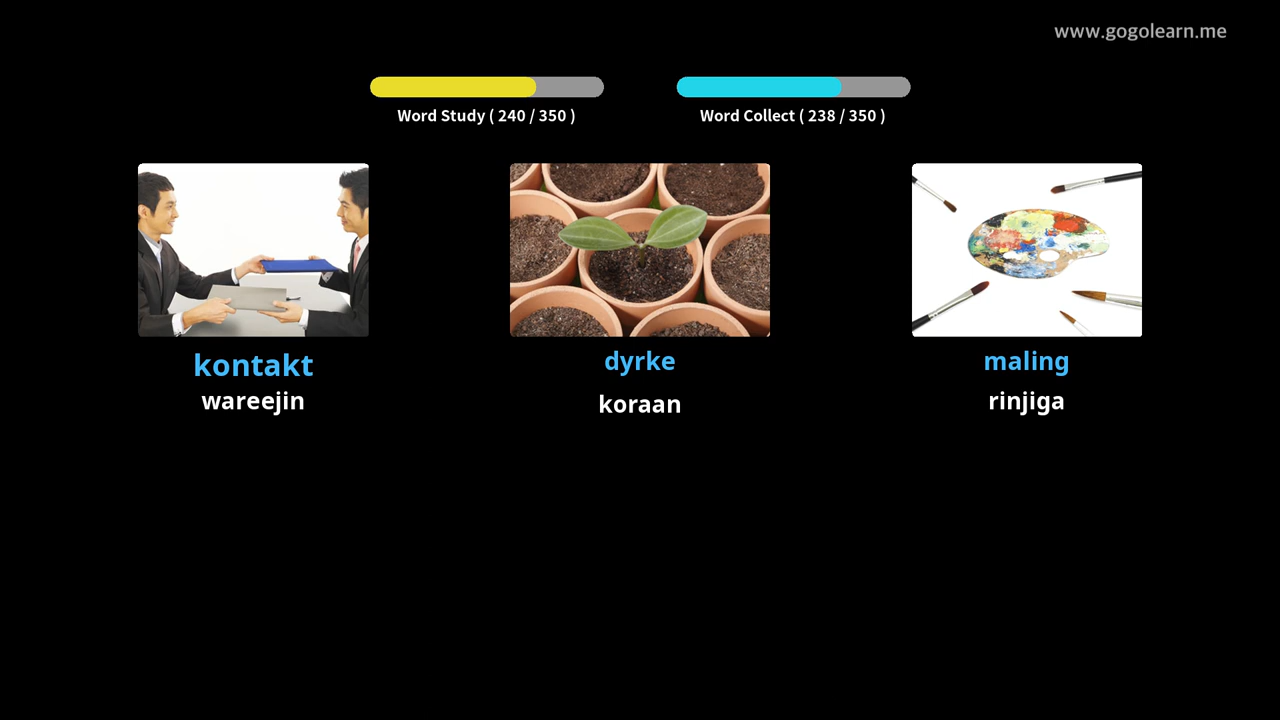 www.gogolearn.me
Word Study ( 240 / 350 )
Word Collect ( 238 / 350 )
kontakt
wareejin
dyrke
koraan
maling
rinjiga